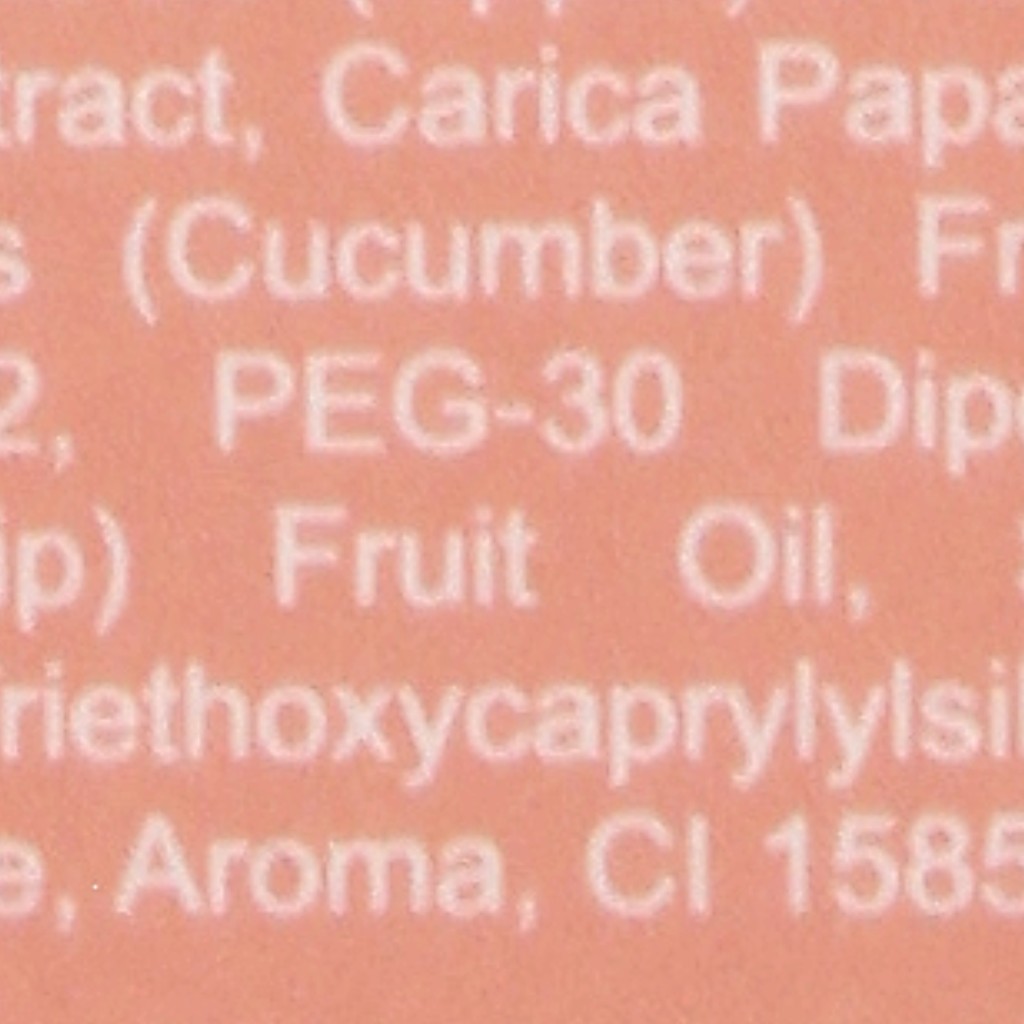 tract, Carica Papa
s (Cucumber) Fr
2, PEG-30 Dip
ip) Fruit Oil,
riethoxycaprylylsil
e, Aroma, CI 1585